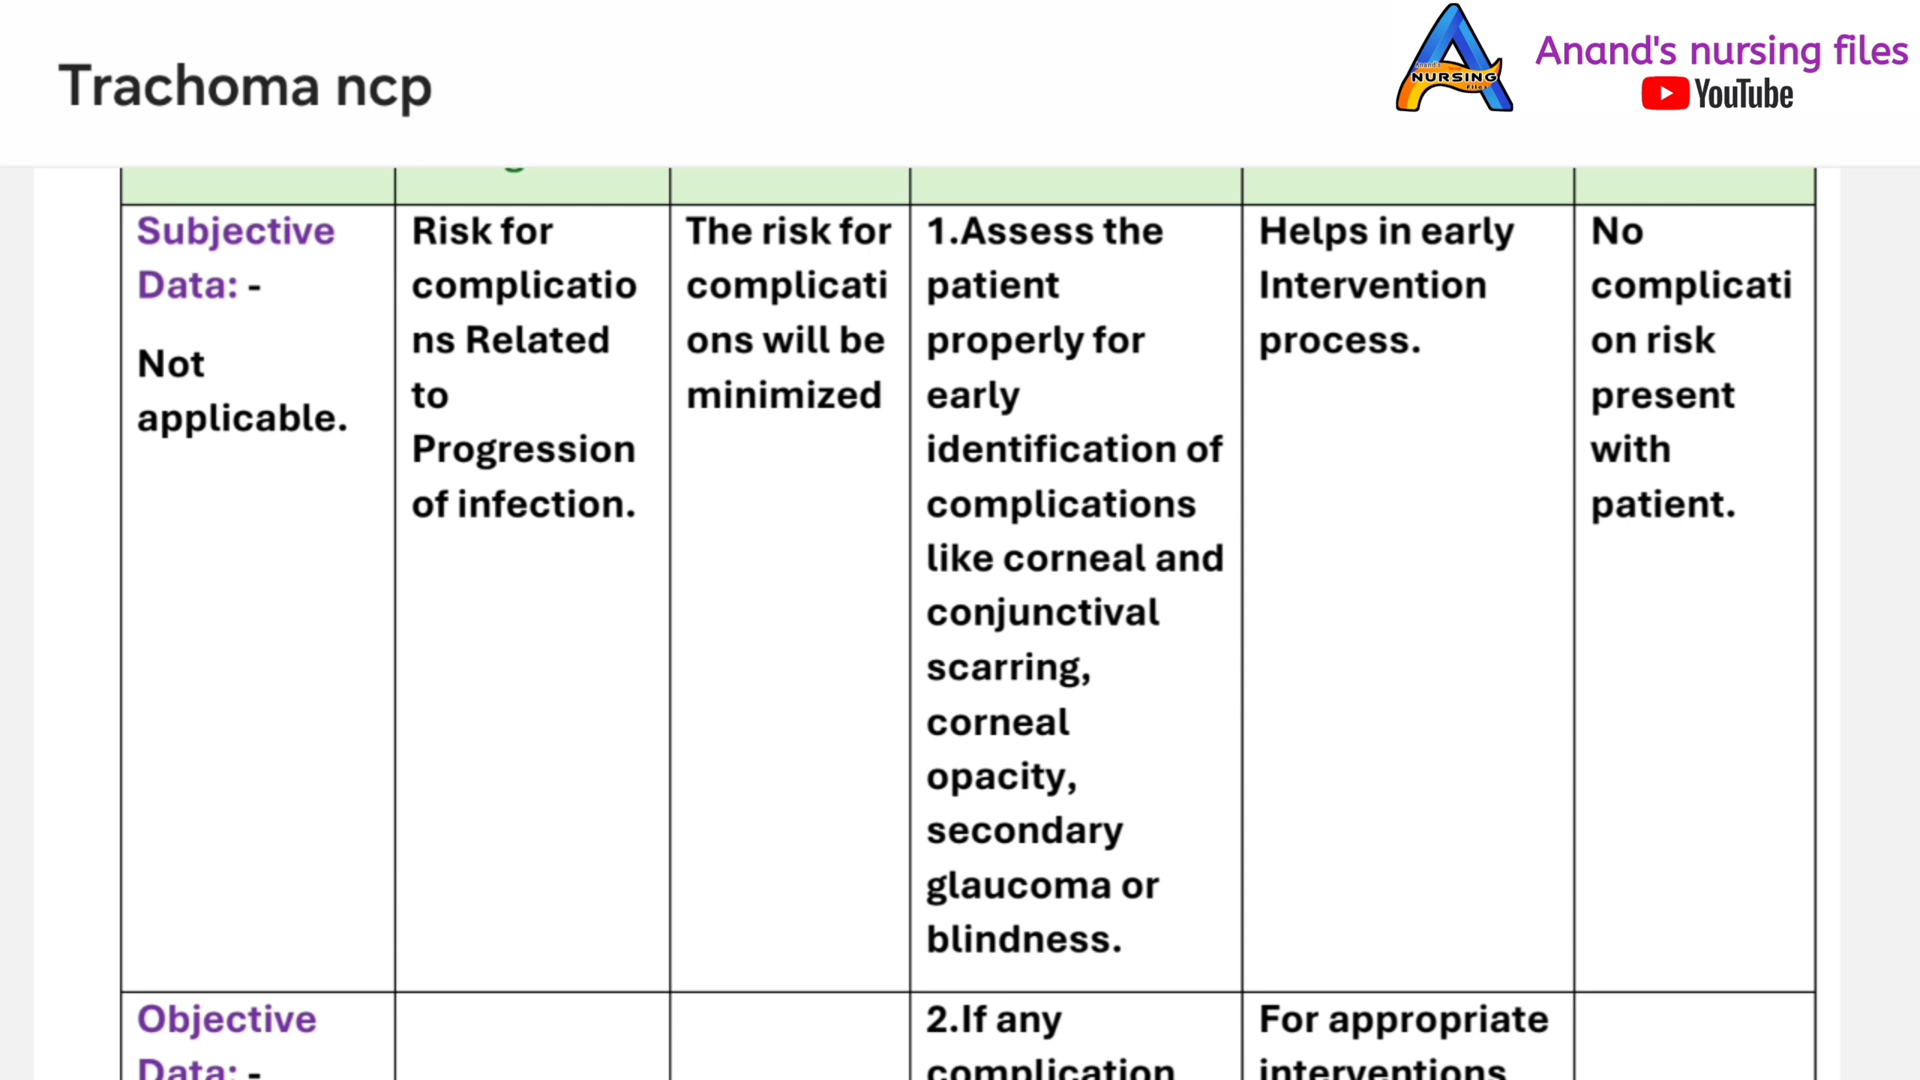 Trachoma ncp
NURSING
Anand's nursing files
YouTube
Subjective
Data: -
Not
applicable.
Risk for
complicatio
ns Related
to
Progression
of infection.
The risk for
complicati
ons will be
minimized
1.Assess the
patient
properly for
early
identification of
complications
like corneal and
conjunctival
scarring,
corneal
opacity,
secondary
glaucoma or
blindness.
Helps in early
Intervention
process.
No
complicati
on risk
present
with
patient.
Objective
Data: -
2.If any
complication
For appropriate
interventions